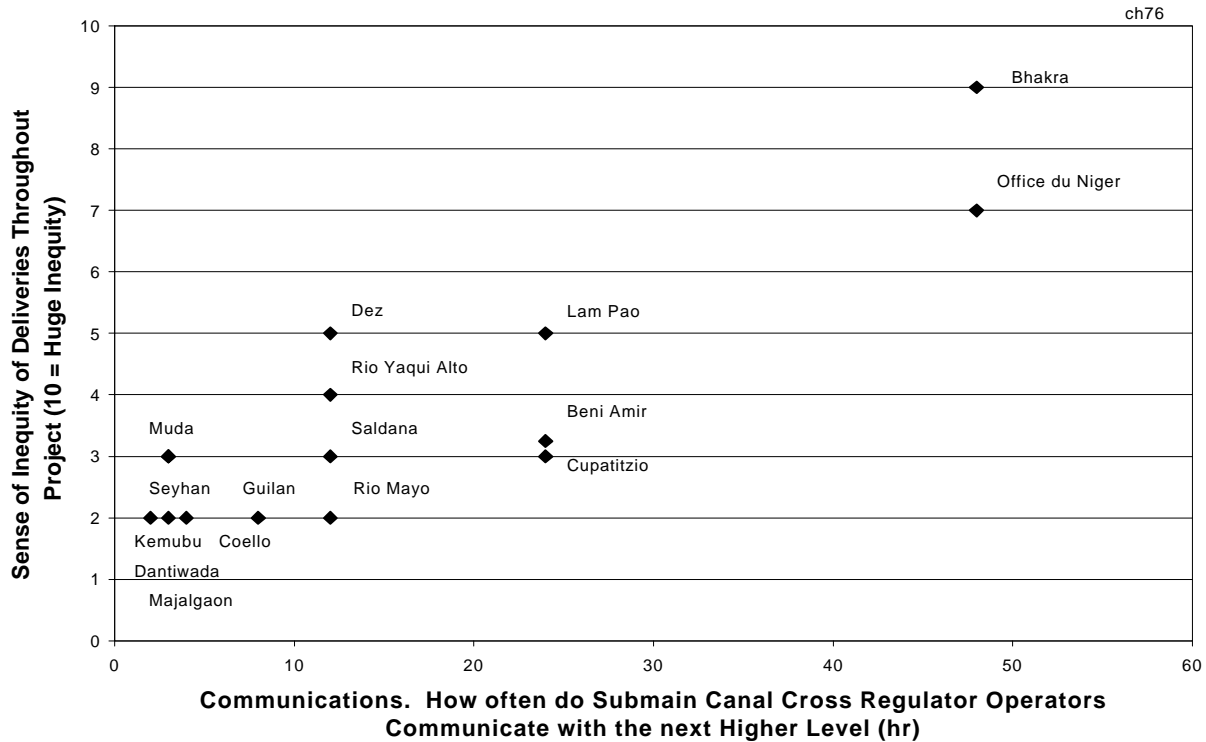 ch76
Sense of Inequity of Deliveries Throughout
Project (10 = Huge Inequity)
10
9
8
7
6
5
4
3
2
1
0
Bhakra
Office du Niger
Dez
Lam Pao
Rio Yaqui Alto
Beni Amir
Muda
Saldana
Cupatitzio
Seyhan
Guilan
Rio Mayo
Kemubu
Coello
Dantiwada
Majalgaon
0
10
20
30
40
50
60
Communications. How often do Submain Canal Cross Regulator Operators
Communicate with the next Higher Level (hr)